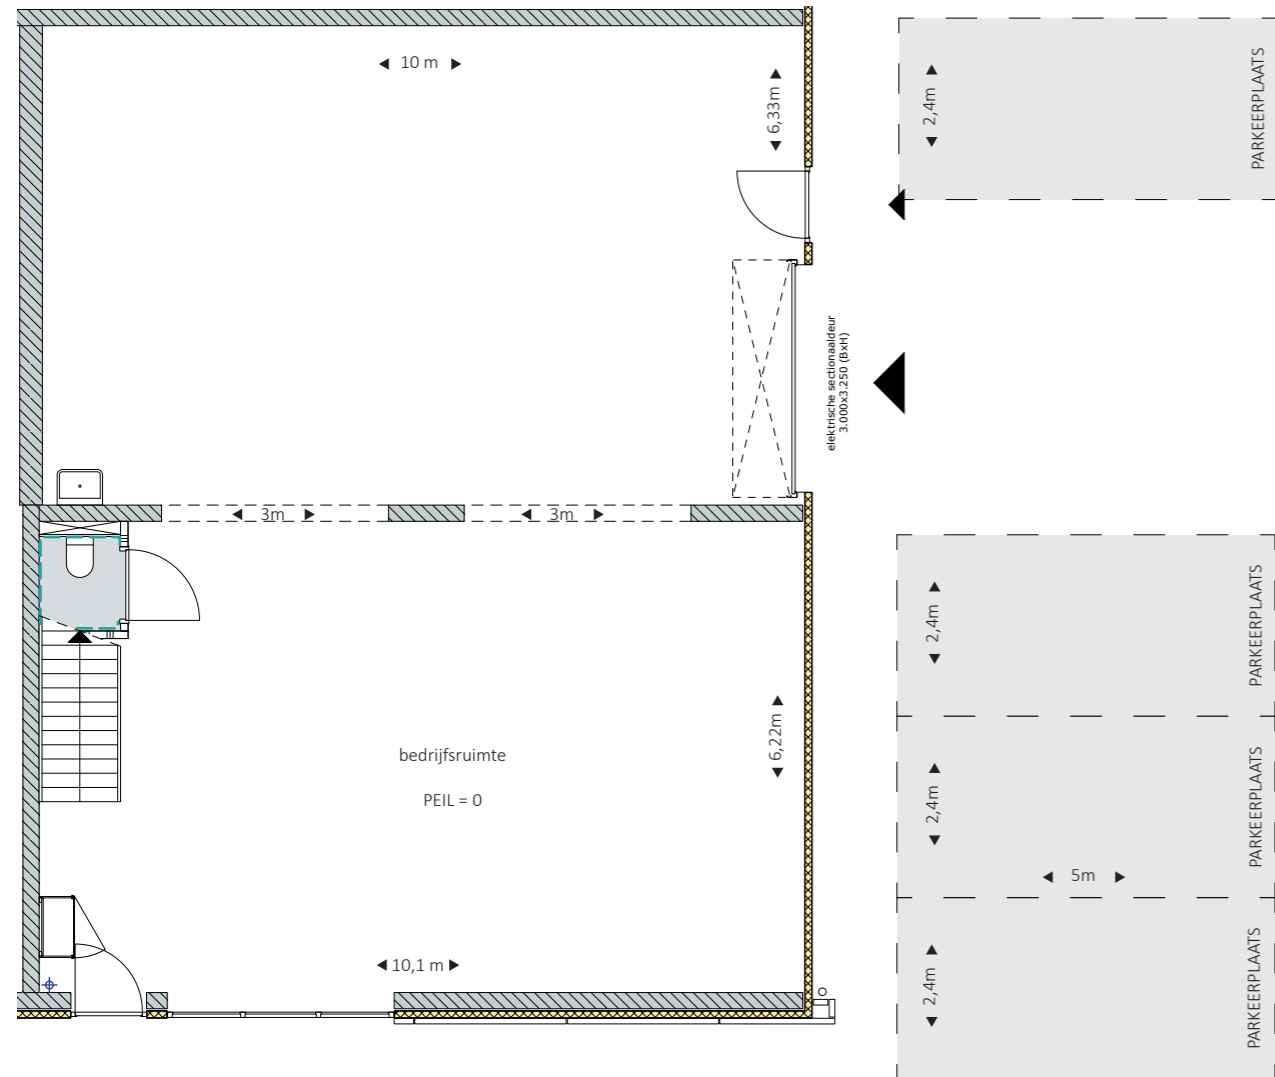 10 m
6,33m
2,4m
PARKEERPLAATS
elektrische sectionaaldeur
3.000x3.250 (BxH)
3m
3m
2,4m
PARKEERPLAATS
6,22m
bedrijfsruimte
PEIL = 0
2,4m
PARKEERPLAATS
5m
10,1 m
2,4m
PARKEERPLAATS